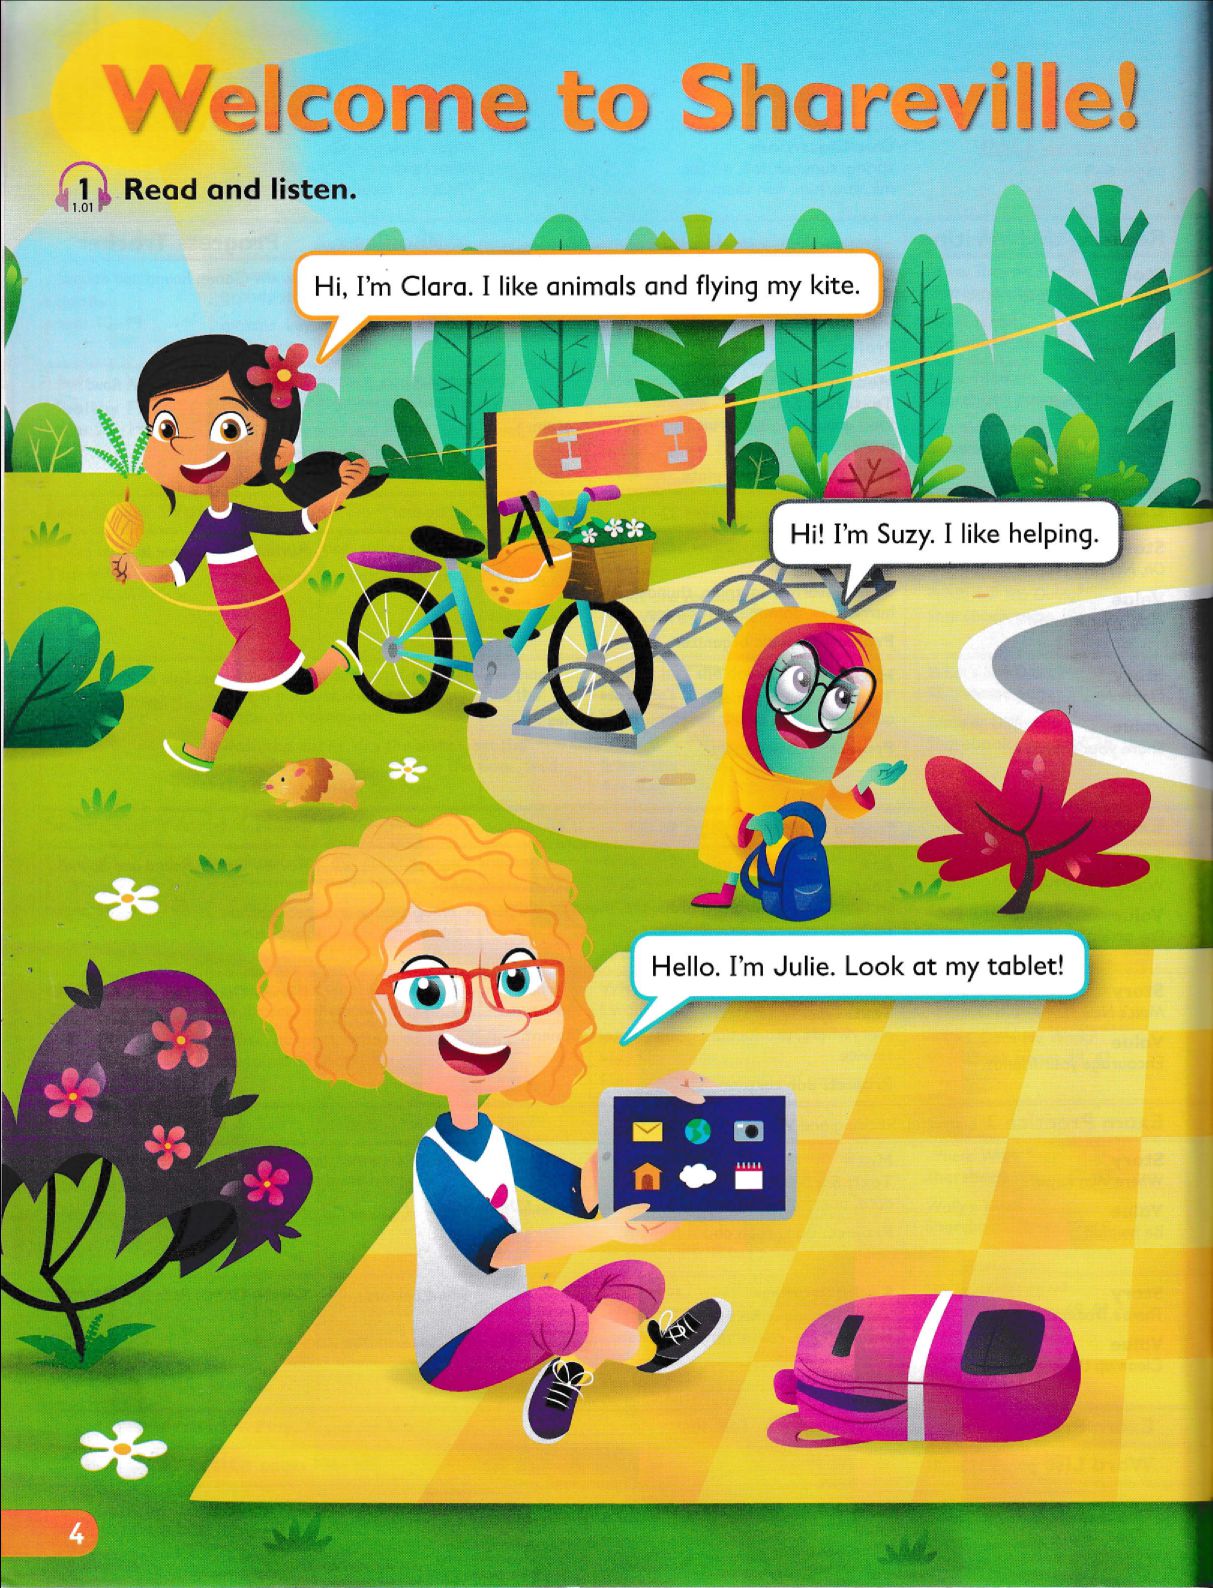 Welcome to Shareville!
1
1.01
Read and listen.
Hi, I'm Clara. I like animals and flying my kite.
Hi! I'm Suzy. I like helping.
Hello. I'm Julie. Look at my tablet!
4